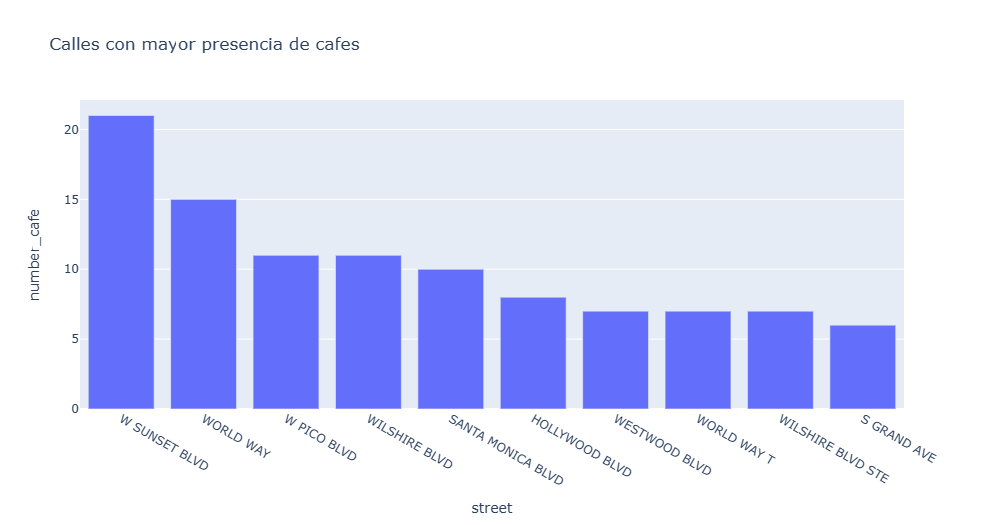 Calles con mayor presencia de cafes
number_cafe
20
15
10
5
0
W SUNSET BLVD
WORLD WAY
W PICO BLVD
WILSHIRE BLVD
SANTA MONICA BLVD
HOLLYWOOD BLVD
WESTWOOD BLVD
WORLD WAY T
WILSHIRE BLVD STE
S GRAND AVE
street